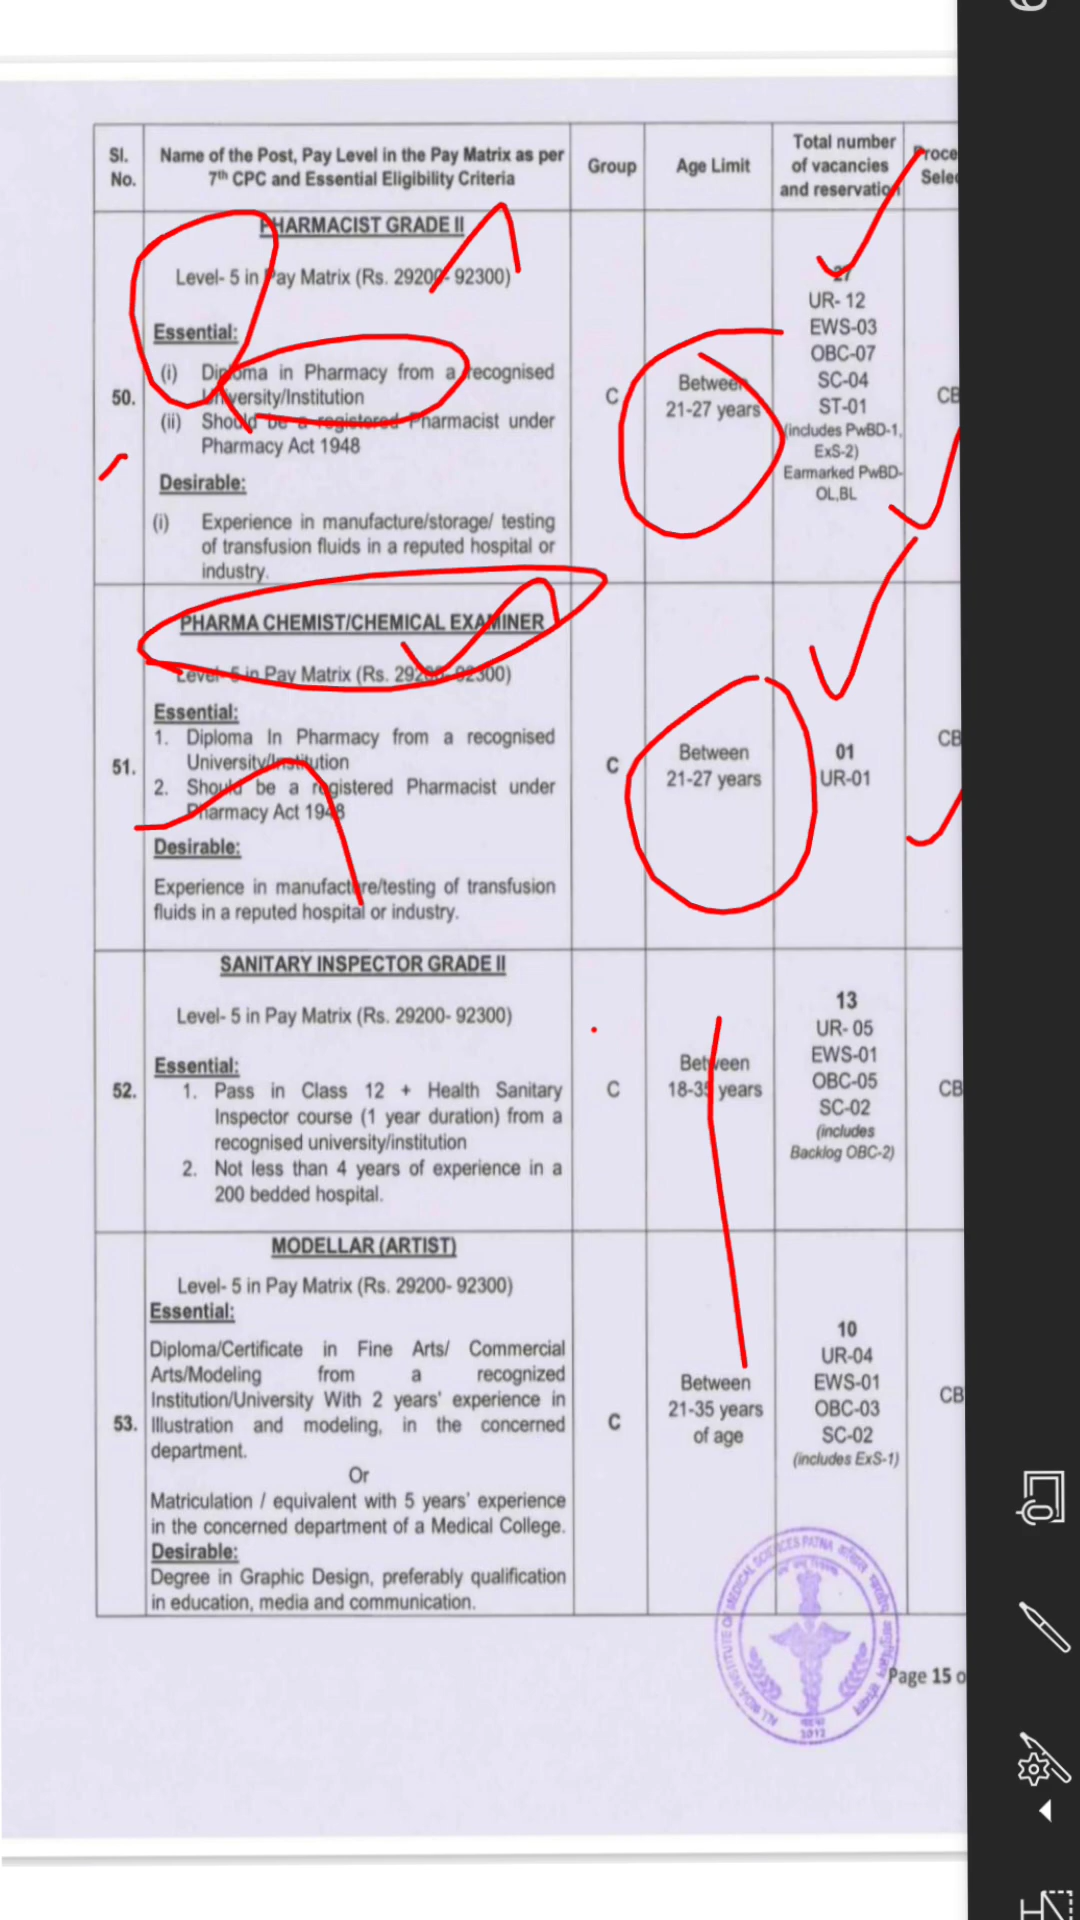 Sl.
No.
Name of the Post, Pay Level in the Pay Matrix as per
7th CPC and Essential Eligibility Criteria
Group
Age Limit
Total number
of vacancies
and reservation
PHARMACIST GRADE II
Level- 5 in Pay Matrix (Rs. 29200- 92300)
Essential:
(i) Diploma in Pharmacy from a recognised
University/Institution
(ii) Should be a registered Pharmacist under
Pharmacy Act 1948
Desirable:
(i) Experience in manufacture/storage/ testing
of transfusion fluids in a reputed hospital or
industry.
50.
C
Between
21-27 years
27
UR- 12
EWS-03
OBC-07
SC-04
ST-01
(includes PwBD-1,
ExS-2)
Earmarked PwBD-
OL,BL
CB
PHARMA CHEMIST/CHEMICAL EXAMINER
Level- 5 in Pay Matrix (Rs. 29200- 92300)
Essential:
1. Diploma In Pharmacy from a recognised
University/Institution
2. Should be a registered Pharmacist under
Pharmacy Act 1948
Desirable:
Experience in manufacture/testing of transfusion
fluids in a reputed hospital or industry.
51.
C
Between
21-27 years
01
UR-01
CB
SANITARY INSPECTOR GRADE II
Level- 5 in Pay Matrix (Rs. 29200- 92300)
Essential:
1. Pass in Class 12 + Health Sanitary
Inspector course (1 year duration) from a
recognised university/institution
2. Not less than 4 years of experience in a
200 bedded hospital.
52.
C
Between
18-35 years
13
UR- 05
EWS-01
OBC-05
SC-02
(includes
Backlog OBC-2)
CB
MODELLAR (ARTIST)
Level- 5 in Pay Matrix (Rs. 29200- 92300)
Essential:
Diploma/Certificate in Fine Arts/ Commercial
Arts/Modeling from a recognized
Institution/University With 2 years' experience in
Illustration and modeling, in the concerned
department.
Or
Matriculation / equivalent with 5 years' experience
in the concerned department of a Medical College.
Desirable:
Degree in Graphic Design, preferably qualification
in education, media and communication.
53.
C
Between
21-35 years
of age
10
UR-04
EWS-01
OBC-03
SC-02
(includes ExS-1)
CB
ALL INDIA INSTITUTE OF MEDICAL SCIENCES PATNA
2012
Page 15 o